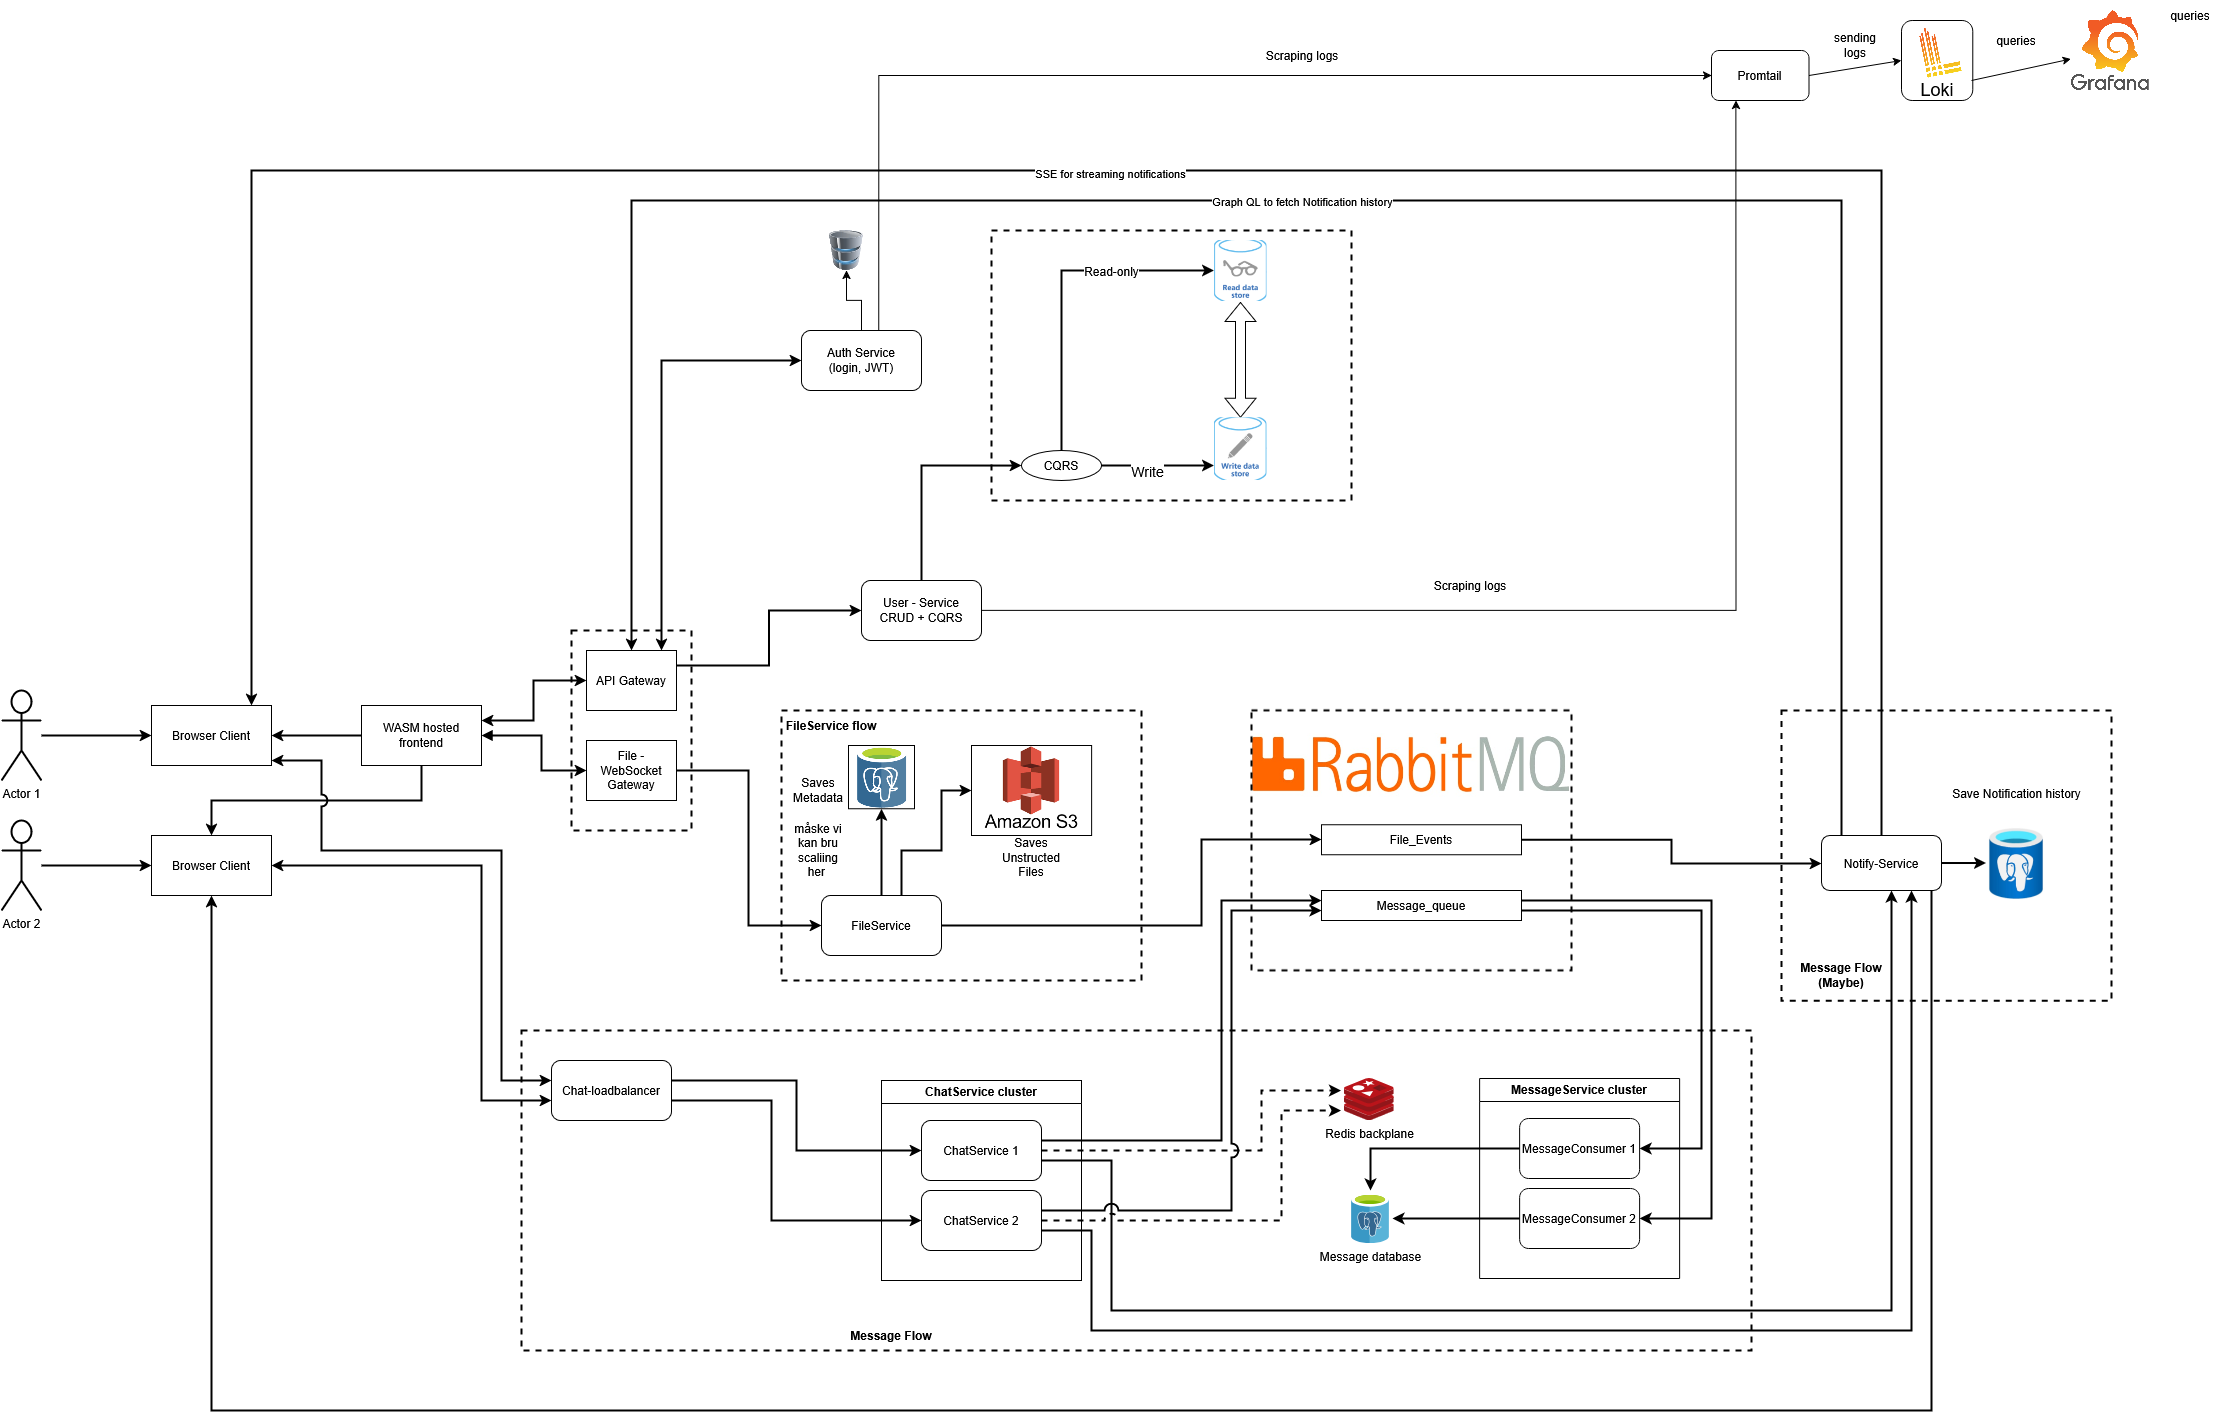 queries
Scraping logs
sending
logs
queries
Promtail
Loki
Grafana
SSE for streaming notifications
Graph QL to fetch Notification history
Read-only
Read data
store
Auth Service
(login, JWT)
CQRS
Write
Write data
store
User - Service
CRUD + CQRS
Scraping logs
API Gateway
File -
WebSocket
Gateway
Browser Client
WASM hosted
frontend
Actor 1
Browser Client
Actor 2
FileService flow
Saves
Metadata
måske vi
kan bru
scaliing
her
Amazon S3
Saves
Unstructed
Files
FileService
RabbitMQ
File_Events
Message_queue
Save Notification history
Notify-Service
Message Flow
(Maybe)
Chat-loadbalancer
ChatService cluster
ChatService 1
ChatService 2
Redis backplane
Message database
MessageService cluster
MessageConsumer 1
MessageConsumer 2
Message Flow